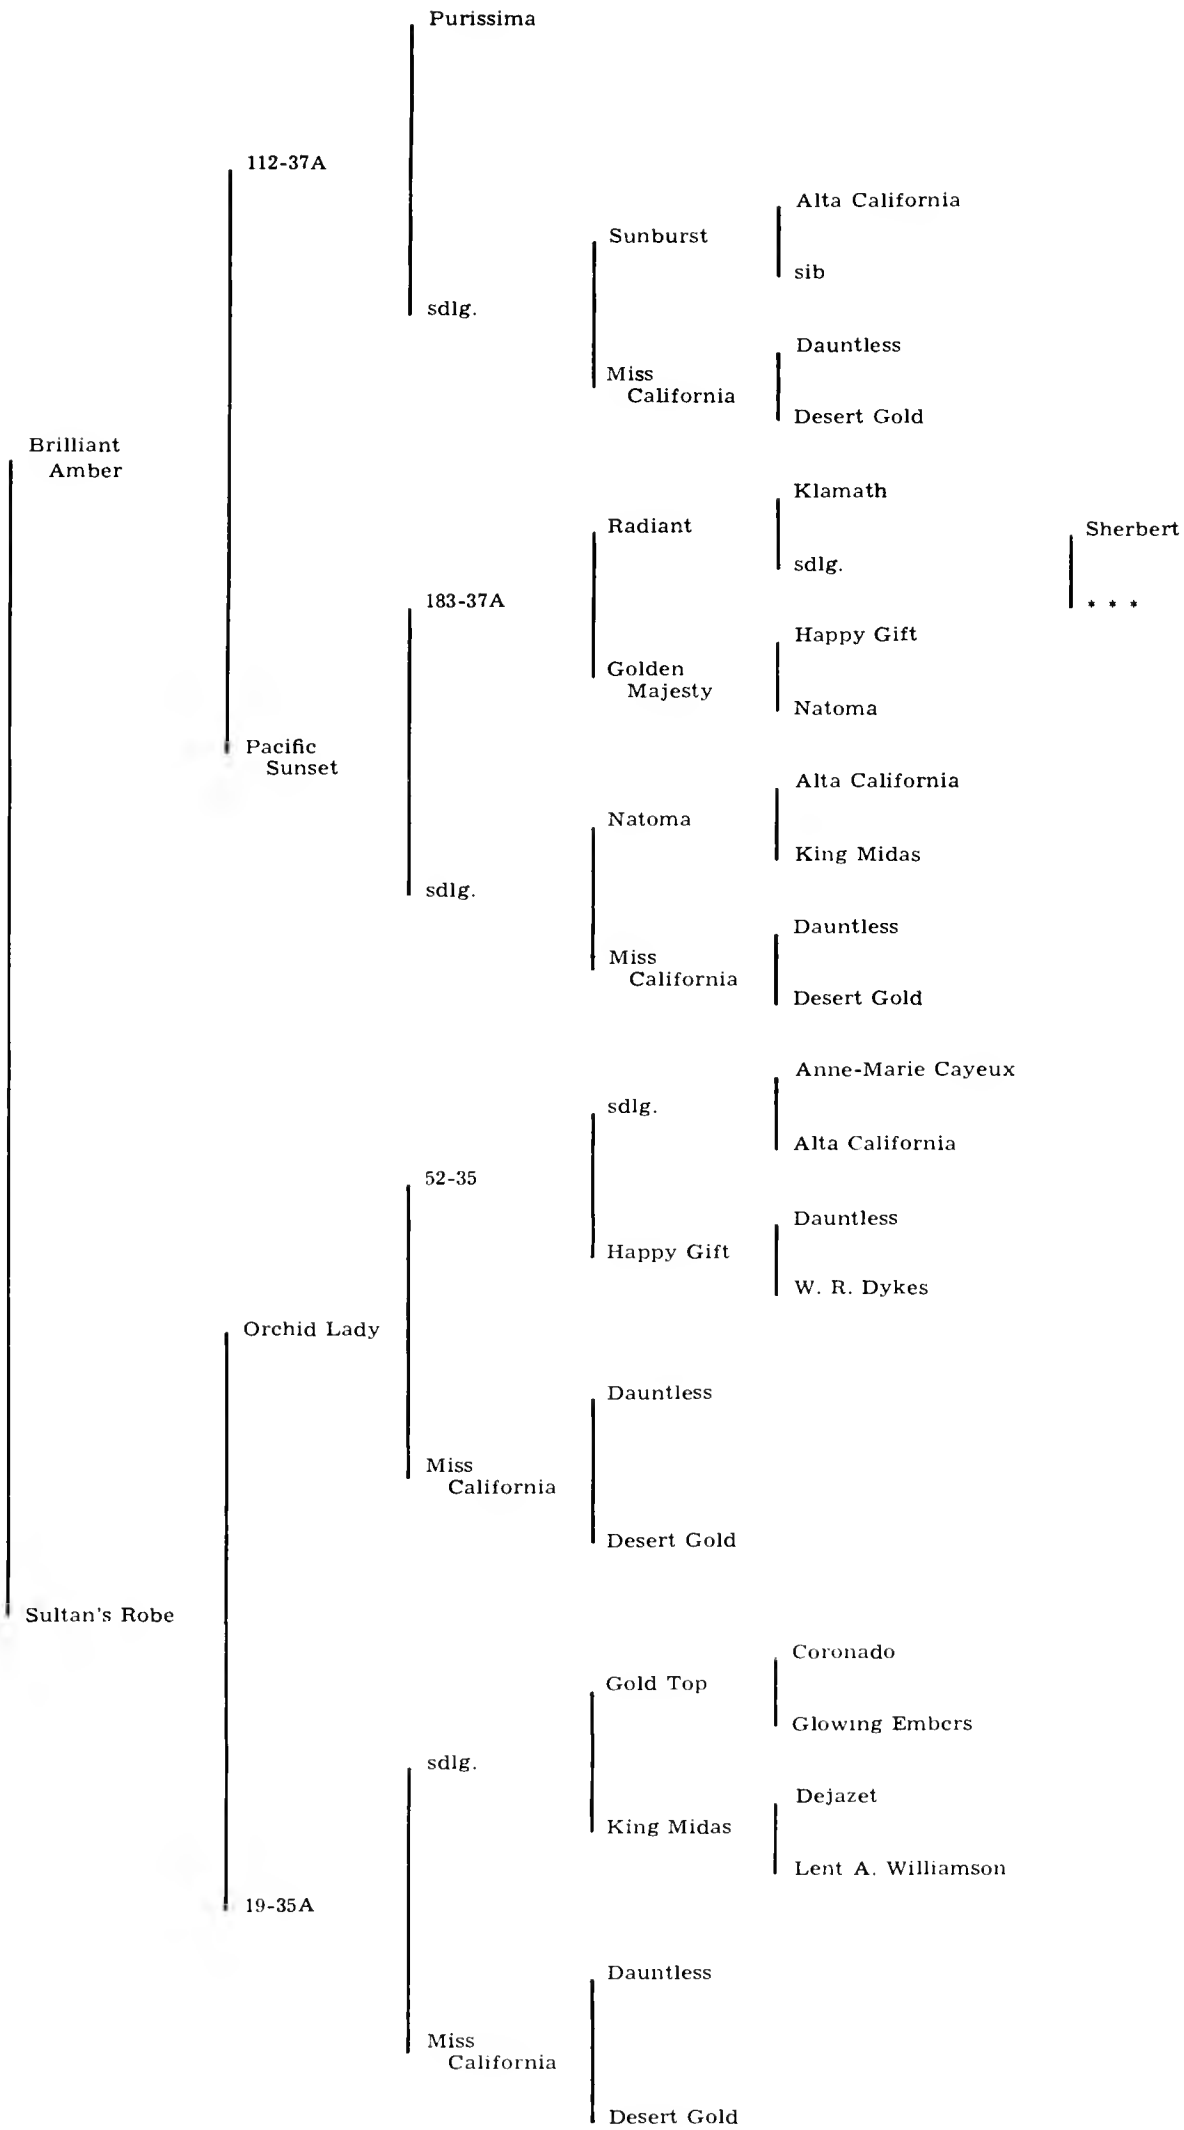 Purissima
112-37A
Alta California
Sunburst
sib
sdlg.
Dauntless
Miss
California
Desert Gold
Brilliant
Amber
Klamath
Radiant
Sherbert
sdlg.
183-37A
* * *
Happy Gift
Golden
Majesty
Natoma
Pacific
Sunset
Alta California
Natoma
King Midas
sdlg.
Dauntless
Miss
California
Desert Gold
Anne-Marie Cayeux
sdlg.
Alta California
52-35
Dauntless
Happy Gift
W. R. Dykes
Orchid Lady
Dauntless
Miss
California
Desert Gold
Sultan's Robe
Coronado
Gold Top
Glowing Embers
sdlg.
Dejazet
King Midas
Lent A. Williamson
19-35A
Dauntless
Miss
California
Desert Gold